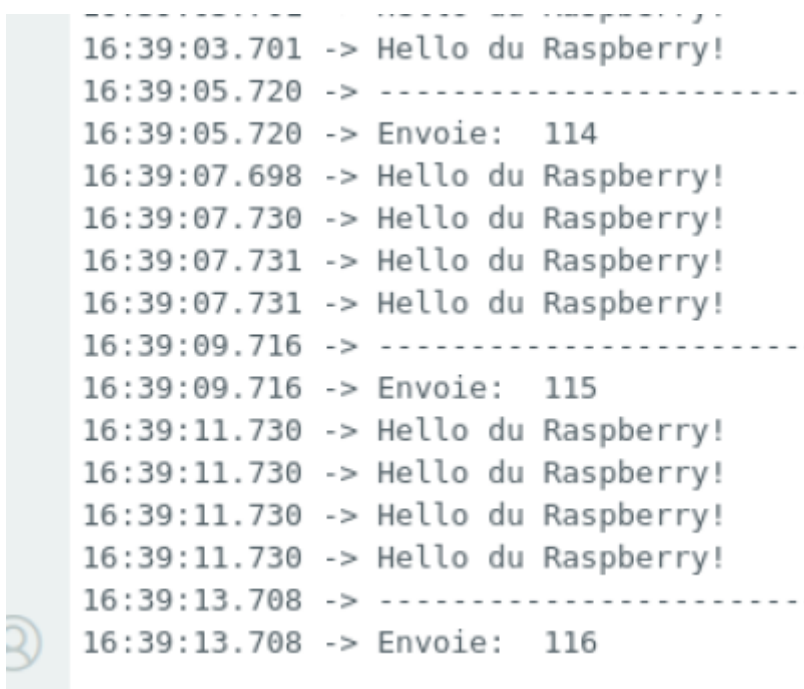 16:39:03.701 -> Hello du Raspberry!
16:39:05.720 -> -----------------------
16:39:05.720 -> Envoie:  114
16:39:07.698 -> Hello du Raspberry!
16:39:07.730 -> Hello du Raspberry!
16:39:07.731 -> Hello du Raspberry!
16:39:07.731 -> Hello du Raspberry!
16:39:09.716 -> -----------------------
16:39:09.716 -> Envoie:  115
16:39:11.730 -> Hello du Raspberry!
16:39:11.730 -> Hello du Raspberry!
16:39:11.730 -> Hello du Raspberry!
16:39:11.730 -> Hello du Raspberry!
16:39:13.708 -> -----------------------
16:39:13.708 -> Envoie:  116